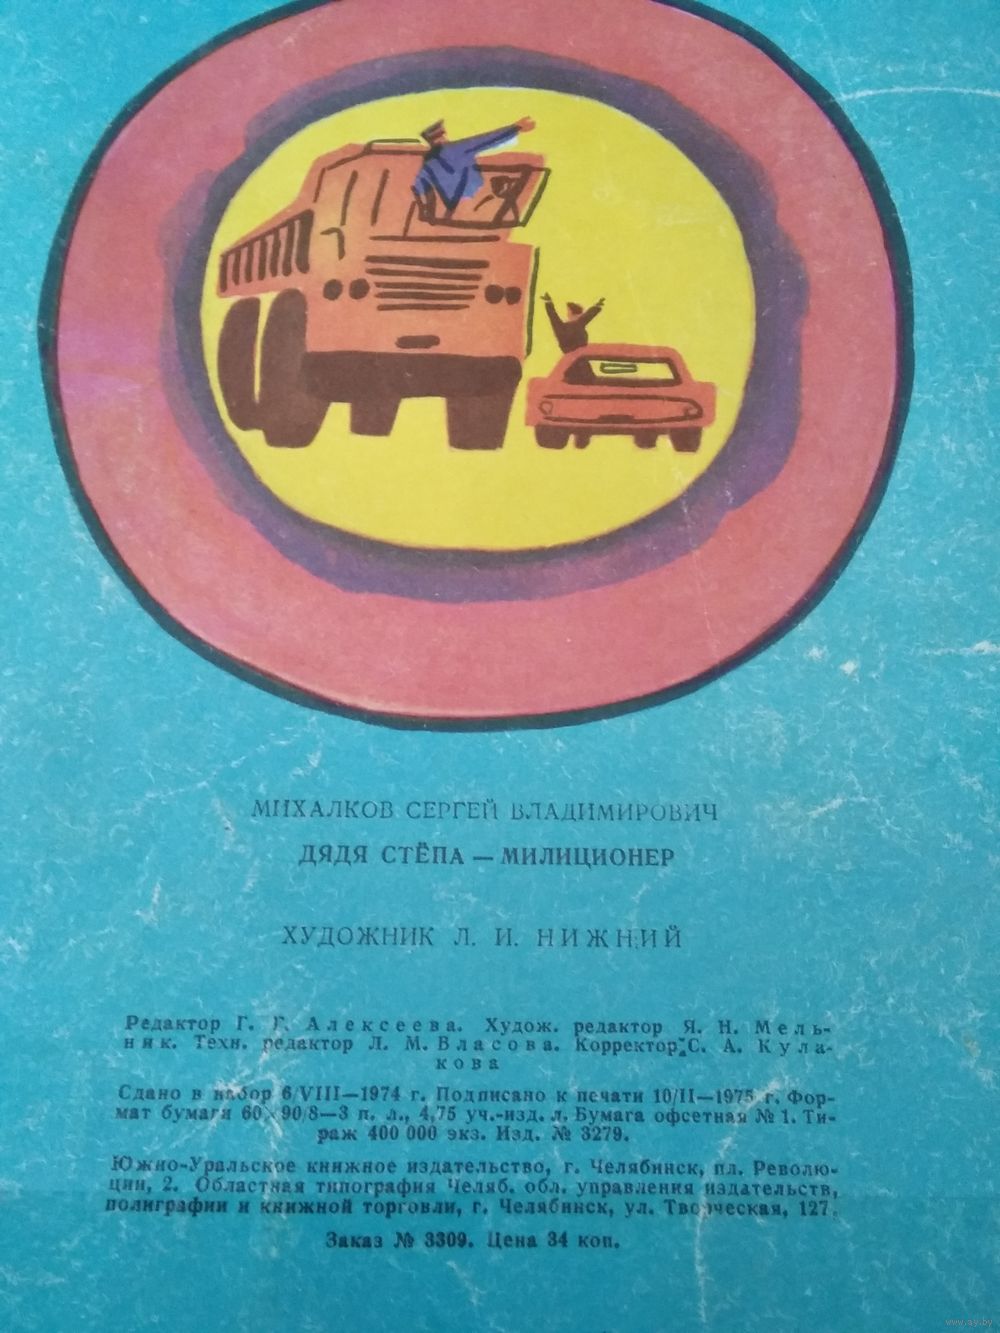 МИХАЛКОВ СЕРГЕЙ ВЛАДИМИРОВИЧ
ДЯДЯ СТЁПА — МИЛИЦИОНЕР
ХУДОЖНИК Л. И. НИЖНИЙ
Редактор Г. Г. Алексеева. Худож. редактор Я. Н. Мель-
ник. Техн. редактор Л. М. Власова. Корректор С. А. Кула-
кова
Сдано в набор 6/VIII—1974 г. Подписано к печати 10/II—1975 г. Фор-
мат бумаги 60×90/8—3 п. л., 4,75 уч.-изд. л. Бумага офсетная № 1. Ти-
раж 400 000 экз. Изд. № 3279.
Южно-Уральское книжное издательство, г. Челябинск, пл. Револю-
ции, 2. Областная типография Челяб. обл. управления издательств,
полиграфии и книжной торговли, г. Челябинск, ул. Творческая, 127.
Заказ № 3309. Цена 34 коп.
www.ay.by